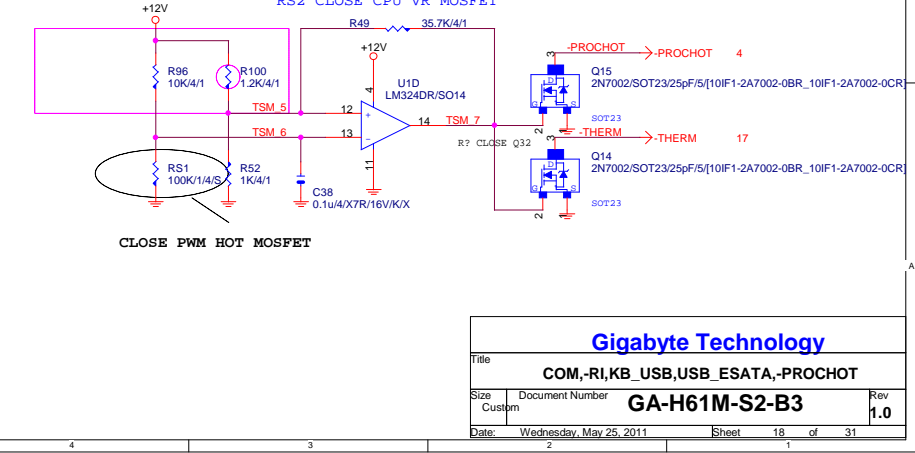 RS2 CLOSE CPU VR MOSFET
+12V
R49
35.7K/4/1
+12V
R96
10K/4/1
R100
1.2K/4/1
U1D
LM324DR/SO14
TSM_5
12
+
4
TSM_6
13
-
11
14
TSM_7
R? CLOSE Q32
RS1
100K/1/4/S
R52
1K/4/1
C38
0.1u/4/X7R/16V/K/X
CLOSE PWM HOT MOSFET
3
-PROCHOT
-PROCHOT 4
Q15
2N7002/SOT23/25pF/5/[10IF1-2A7002-0BR_10IF1-2A7002-0CR]
D
G
S
SOT23
2
3
-THERM
-THERM 17
Q14
2N7002/SOT23/25pF/5/[10IF1-2A7002-0BR_10IF1-2A7002-0CR]
D
G
S
SOT23
2
A
Gigabyte Technology
Title
COM,-RI,KB_USB,USB_ESATA,-PROCHOT
Size Document Number Rev
Custom GA-H61M-S2-B3 1.0
Date: Wednesday, May 25, 2011 Sheet 18 of 31
4 3 2 1